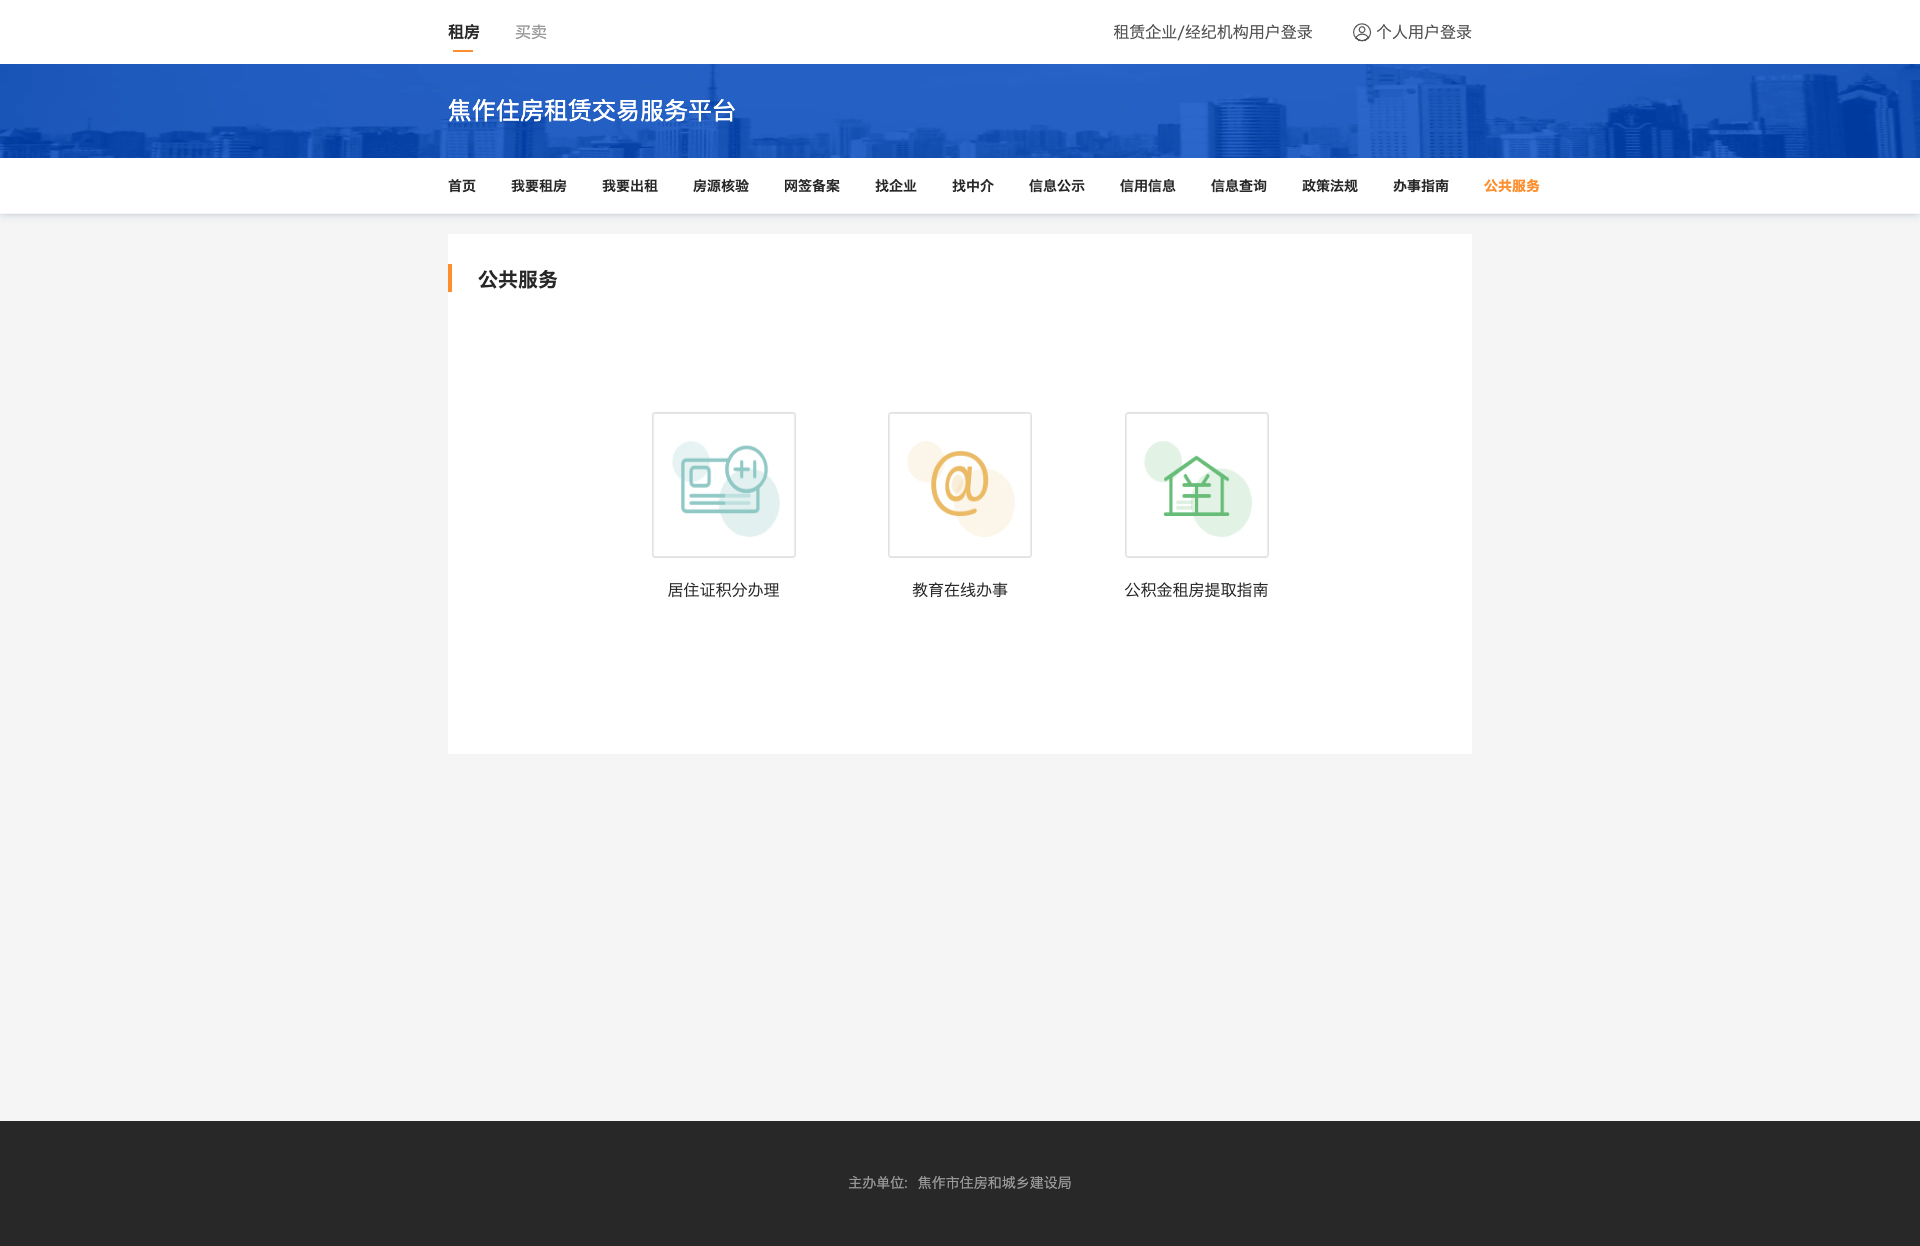 租房 买卖 租赁企业/经纪机构用户登录 个人用户登录
焦作住房租赁交易服务平台
首页 我要租房 我要出租 房源核验 网签备案 找企业 找中介 信息公示 信用信息 信息查询 政策法规 办事指南 公共服务
公共服务
居住证积分办理 教育在线办事 公积金租房提取指南
主办单位: 焦作市住房和城乡建设局